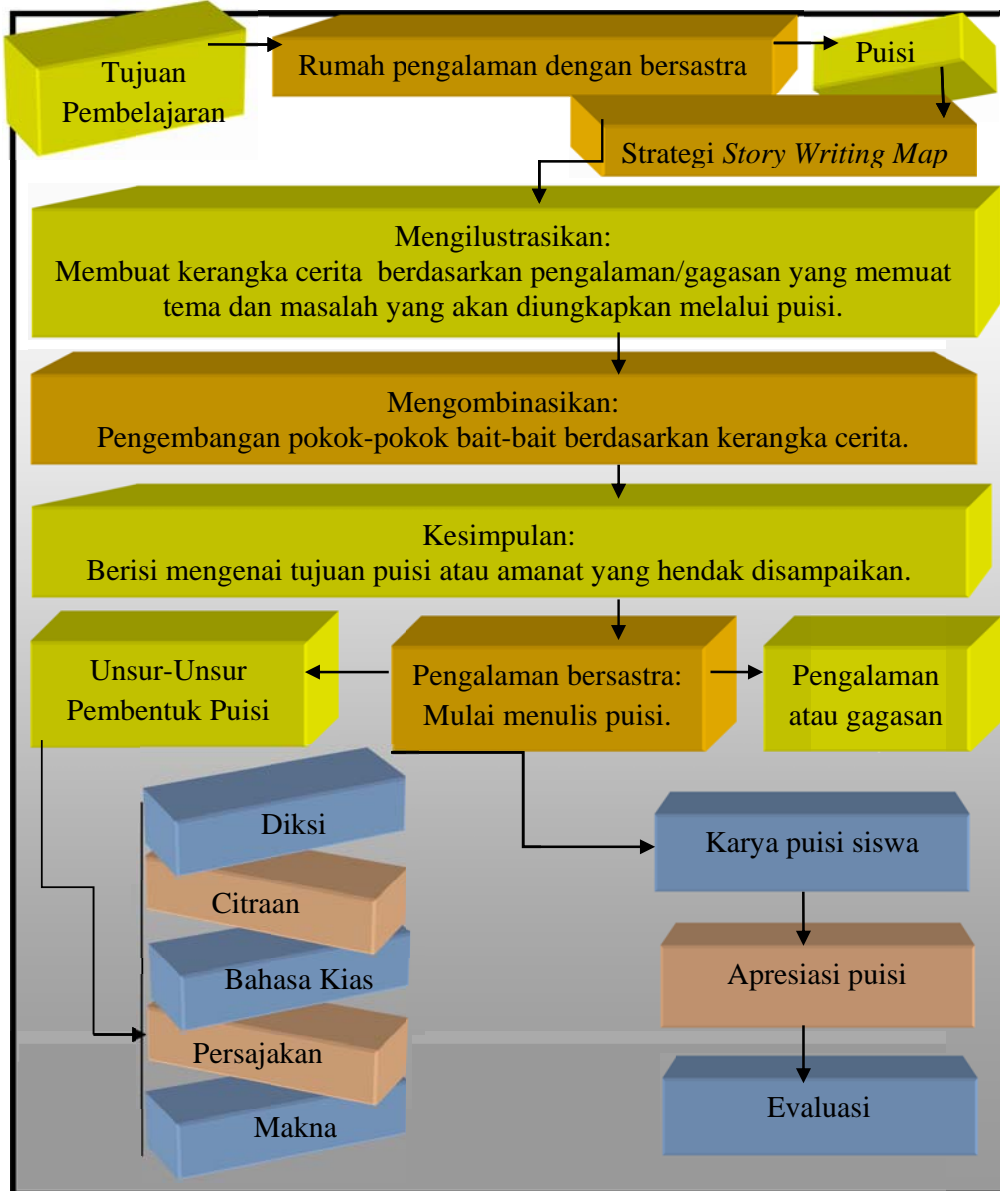 Tujuan
Pembelajaran
Rumah pengalaman dengan bersastra
Puisi
Strategi Story Writing Map
Mengilustrasikan:
Membuat kerangka cerita berdasarkan pengalaman/gagasan yang memuat
tema dan masalah yang akan diungkapkan melalui puisi.
Mengombinasikan:
Pengembangan pokok-pokok bait-bait berdasarkan kerangka cerita.
Kesimpulan:
Berisi mengenai tujuan puisi atau amanat yang hendak disampaikan.
Unsur-Unsur
Pembentuk Puisi
Pengalaman bersastra:
Mulai menulis puisi.
Pengalaman
atau gagasan
Diksi
Citraan
Bahasa Kias
Persajakan
Makna
Karya puisi siswa
Apresiasi puisi
Evaluasi